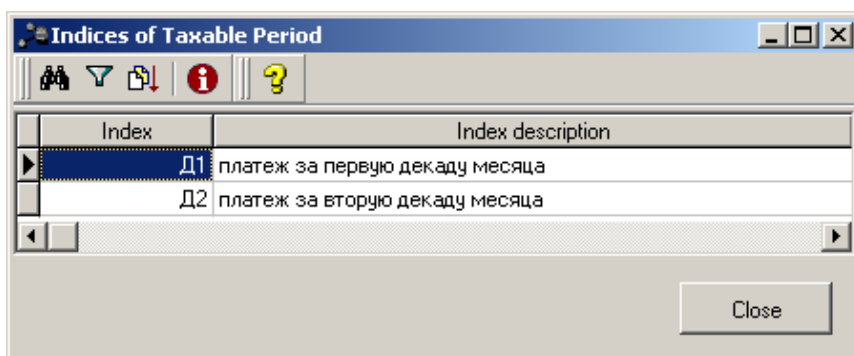 Indices of Taxable Period
Index Index description
Д1 платеж за первую декаду месяца
Д2 платеж за вторую декаду месяца
Close